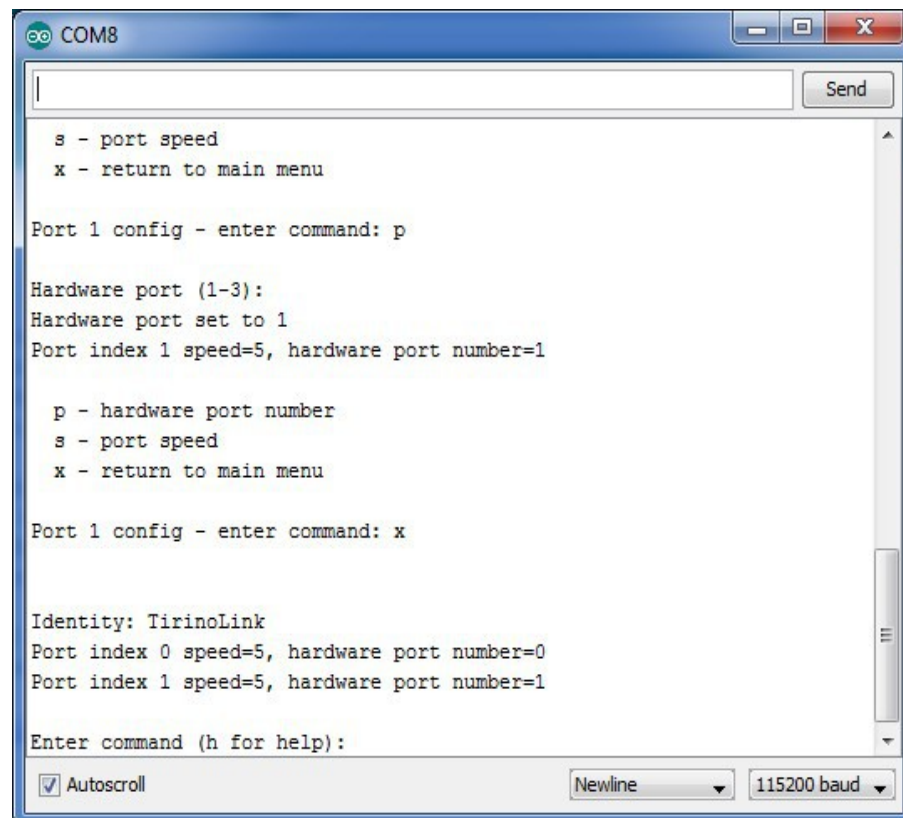 COM8
Send
s - port speed
x - return to main menu
Port 1 config - enter command: p
Hardware port (1-3):
Hardware port set to 1
Port index 1 speed=5, hardware port number=1
p - hardware port number
s - port speed
x - return to main menu
Port 1 config - enter command: x
Identity: TirinoLink
Port index 0 speed=5, hardware port number=0
Port index 1 speed=5, hardware port number=1
Enter command (h for help):
Autoscroll Newline 115200 baud